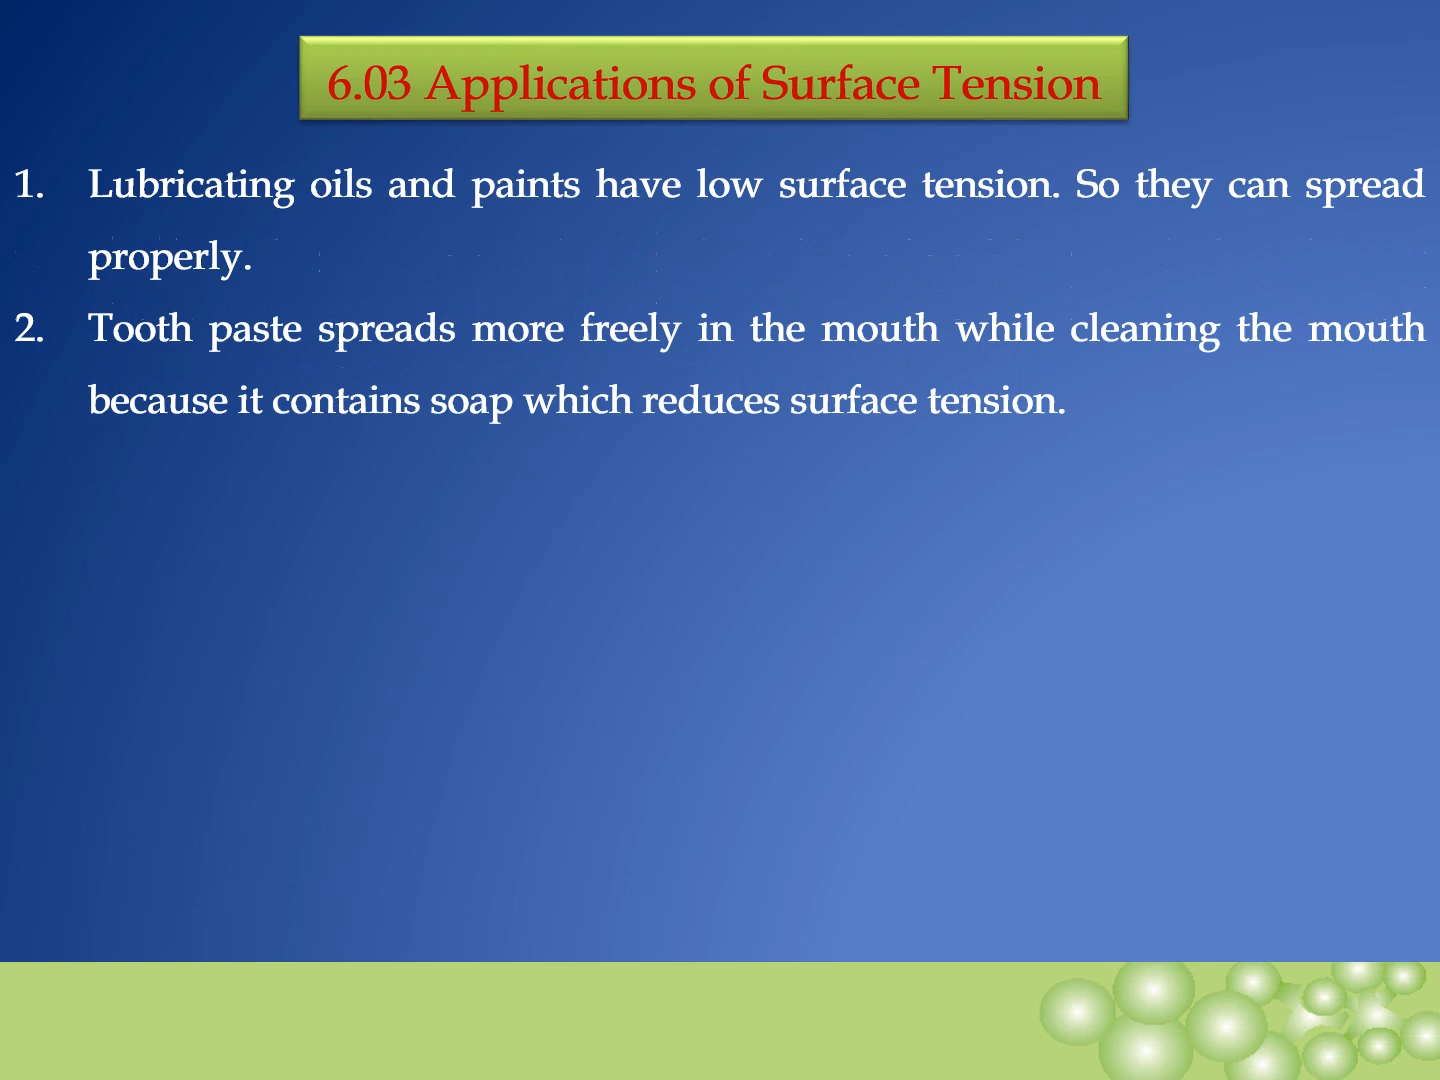 6.03 Applications of Surface Tension
1. Lubricating oils and paints have low surface tension. So they can spread
properly.
2. Tooth paste spreads more freely in the mouth while cleaning the mouth
because it contains soap which reduces surface tension.